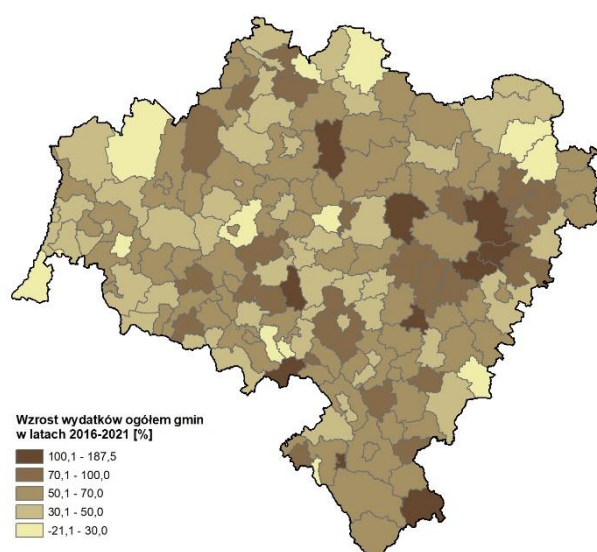 Wzrost wydatków ogółem gmin
w latach 2016-2021 [%]
100,1 - 187,5
70,1 - 100,0
50,1 - 70,0
30,1 - 50,0
-21,1 - 30,0